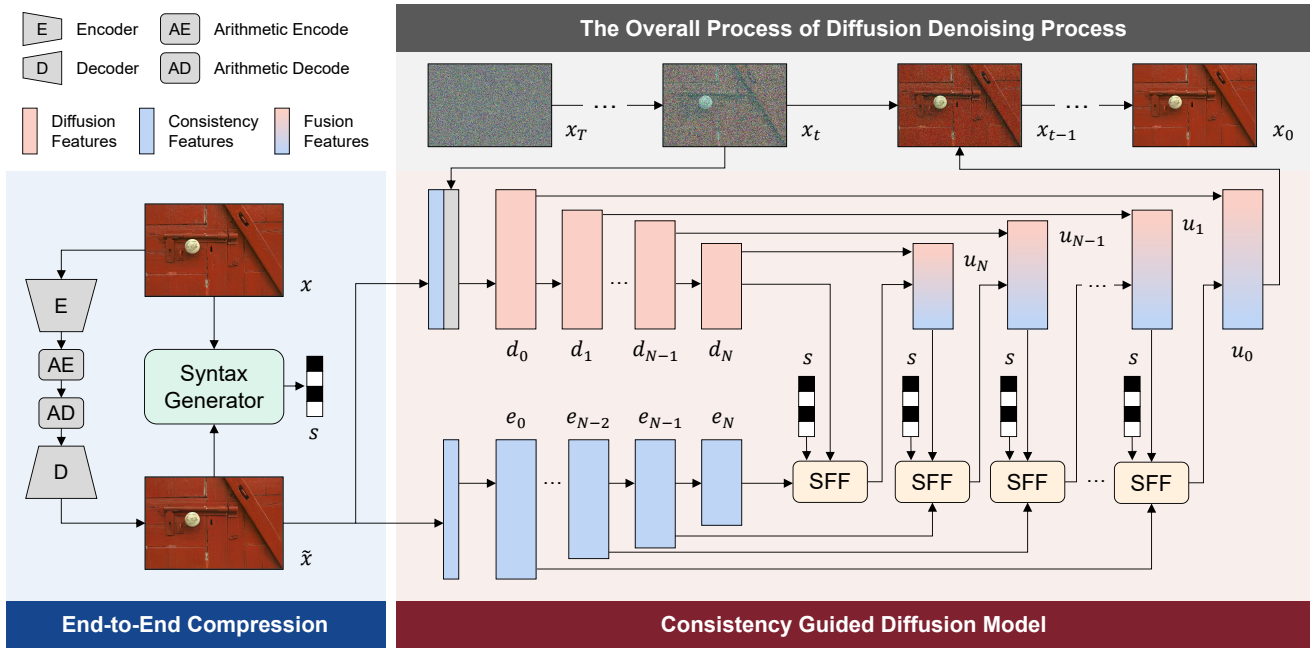 E Encoder AE Arithmetic Encode
D Decoder AD Arithmetic Decode
Diffusion Features
Consistency Features
Fusion Features
The Overall Process of Diffusion Denoising Process
... ...
x_T x_t x_{t−1} x_0
x
E
AE
AD
D
Syntax
Generator
s
x̃
End-to-End Compression
...
d_0 d_1 d_{N−1} d_N
u_N u_{N−1} ... u_1 u_0
s s s s
e_0 e_{N−2} e_{N−1} e_N
...
SFF SFF SFF ... SFF
Consistency Guided Diffusion Model